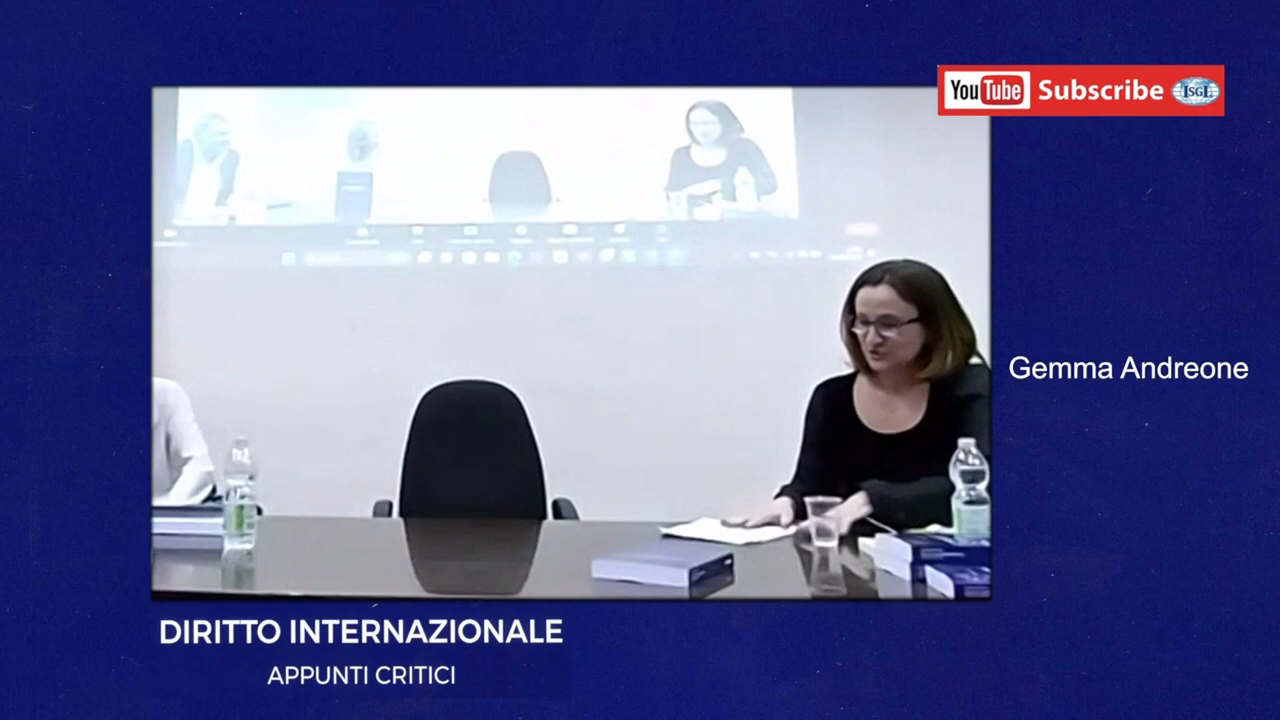 YouTube Subscribe ISGI
Gemma Andreone
DIRITTO INTERNAZIONALE
APPUNTI CRITICI